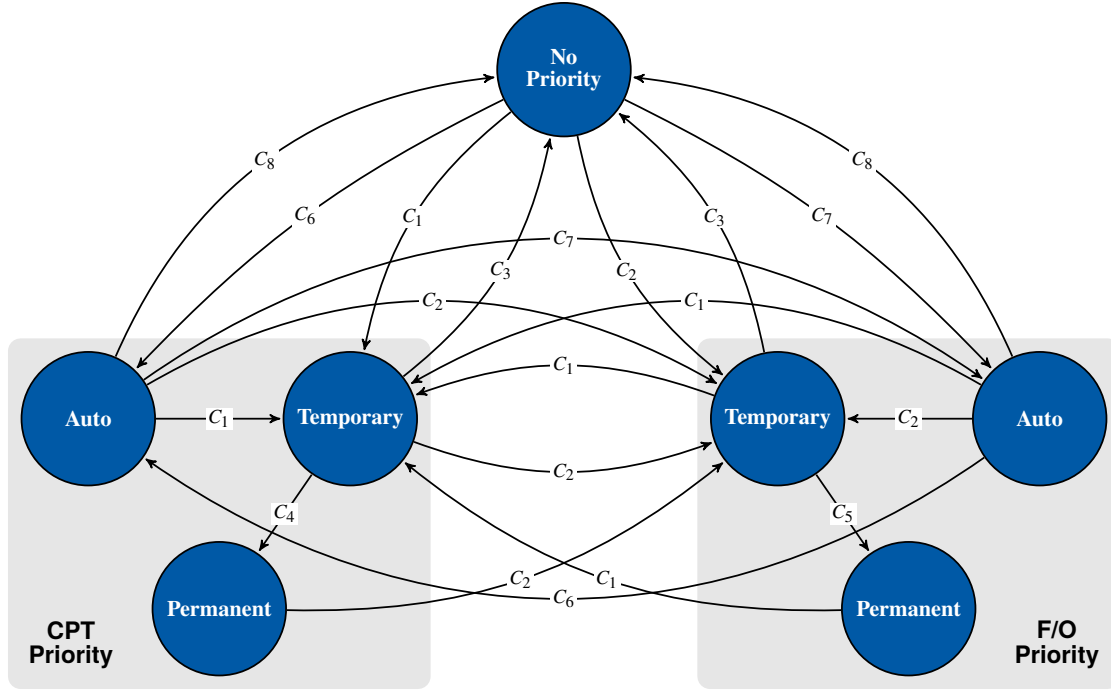 No
Priority
C8
C8
C6
C1
C3
C7
C7
C3
C2
C2
C1
C1
Auto
C1
Temporary
Temporary
C2
Auto
C2
C4
C5
C2
C1
C6
Permanent
Permanent
CPT
Priority
F/O
Priority